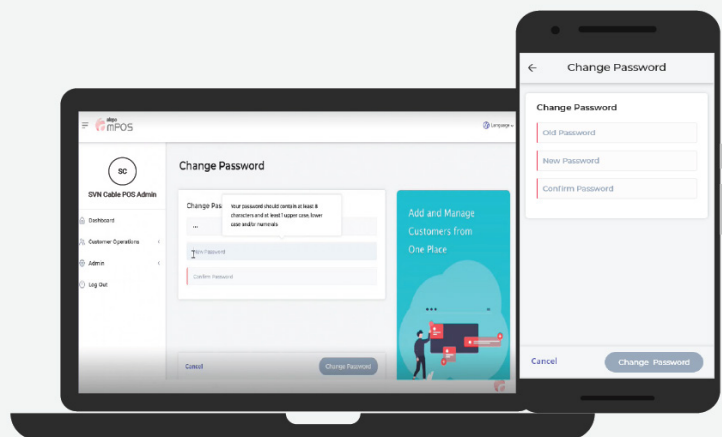 alepo
mPOS
Language
SC
SVN Cable POS Admin
Dashboard
Customer Operations
Admin
Log Out
Change Password
Change Pas
Your password should contain at least 8
characters and at least 1 upper case, lower
case and/or numerals
...
New Password
Confirm Password
Cancel
Change Password
Add and Manage
Customers from
One Place
Change Password
Change Password
Old Password
New Password
Confirm Password
Cancel
Change Password